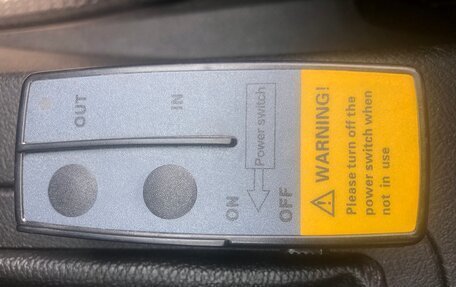 OUT
IN
Power switch
ON
OFF
WARNING!
Please turn off the
power switch when
not in use